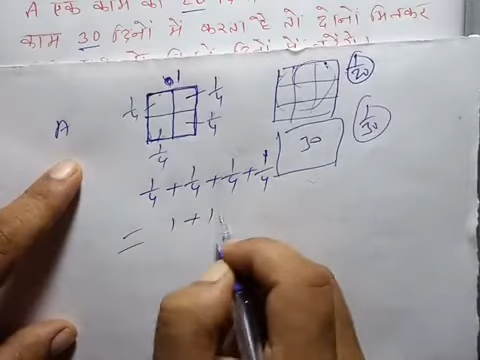 A एक काम को 20
काम 30 दिनों में करता है तो दोनों मिलकर
1
1/4 1/4
1/20
A 1/4
1/4
30 1/30
1/4 + 1/4 + 1/4 + 1/4
= 1 + 1